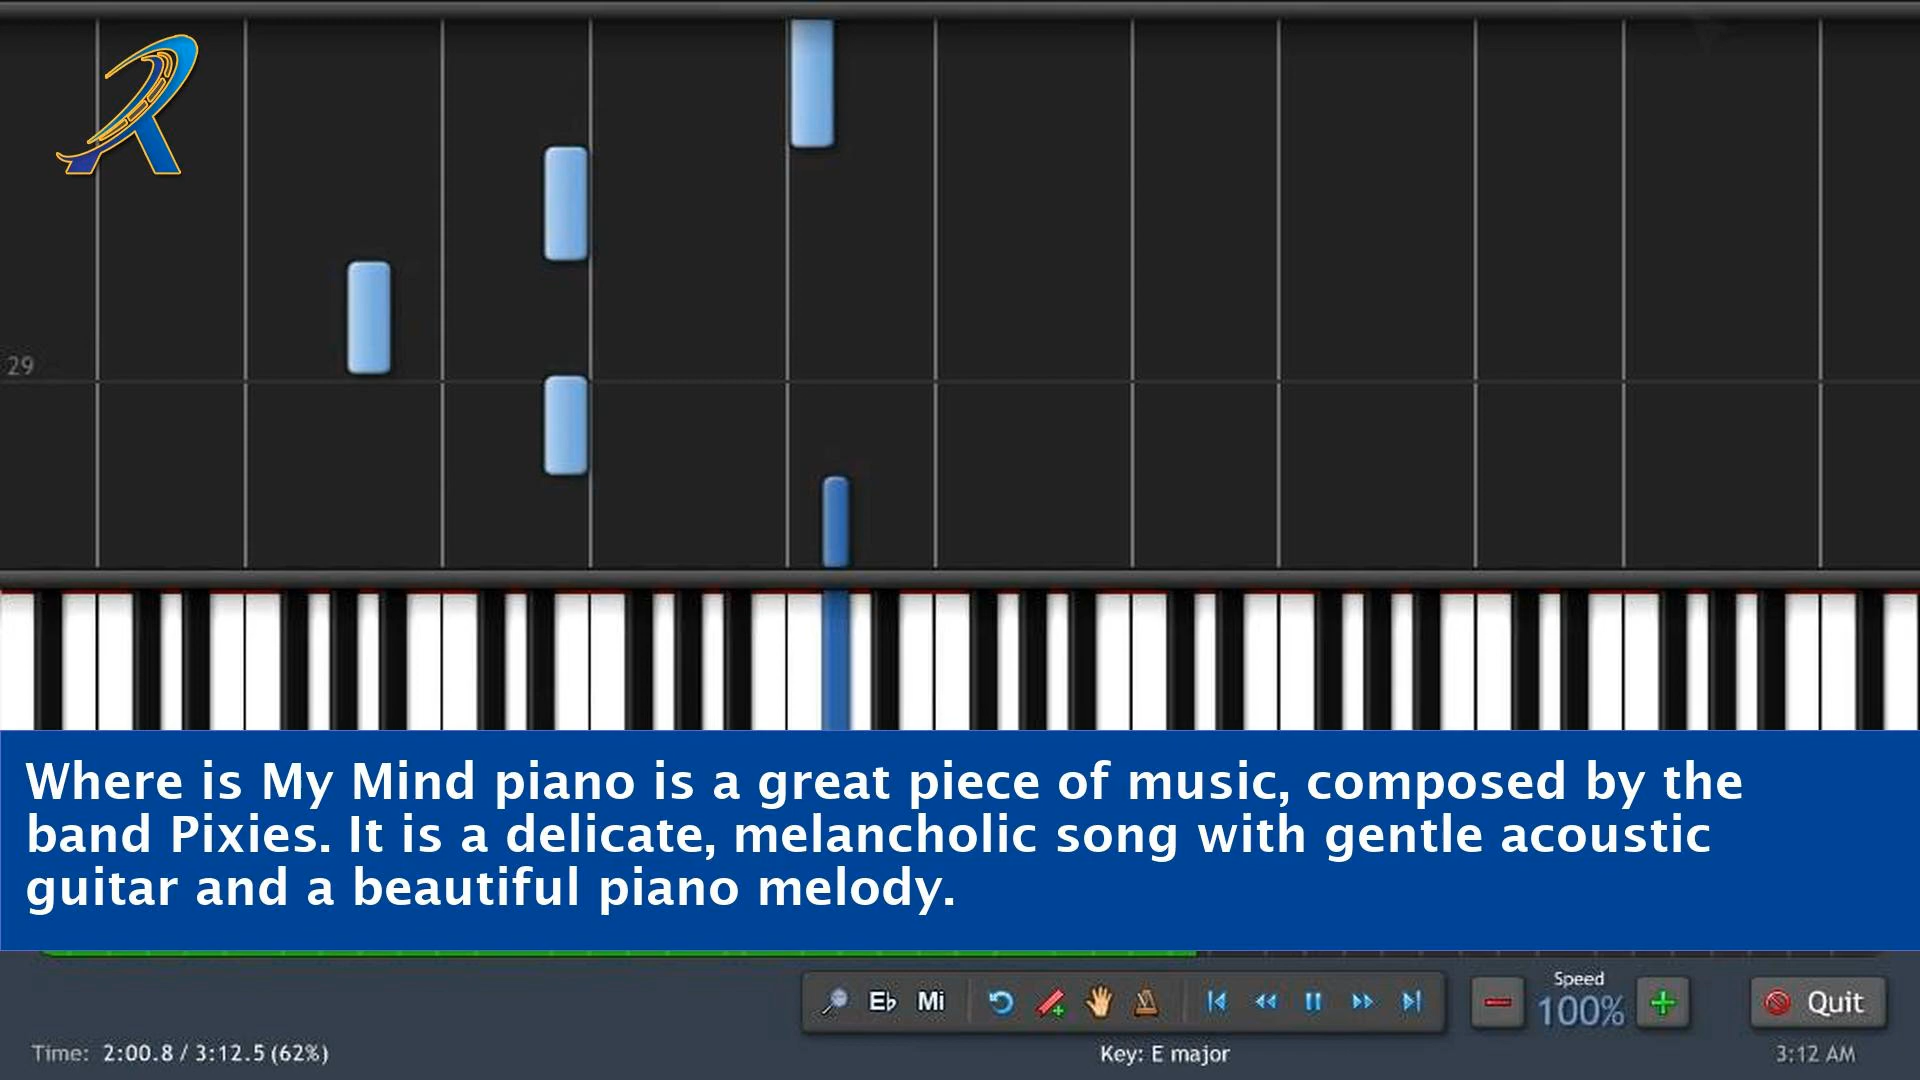 29
Where is My Mind piano is a great piece of music, composed by the
band Pixies. It is a delicate, melancholic song with gentle acoustic
guitar and a beautiful piano melody.
E♭ Mi
Speed
100%
Quit
Time: 2:00.8 / 3:12.5 (62%)
Key: E major
3:12 AM